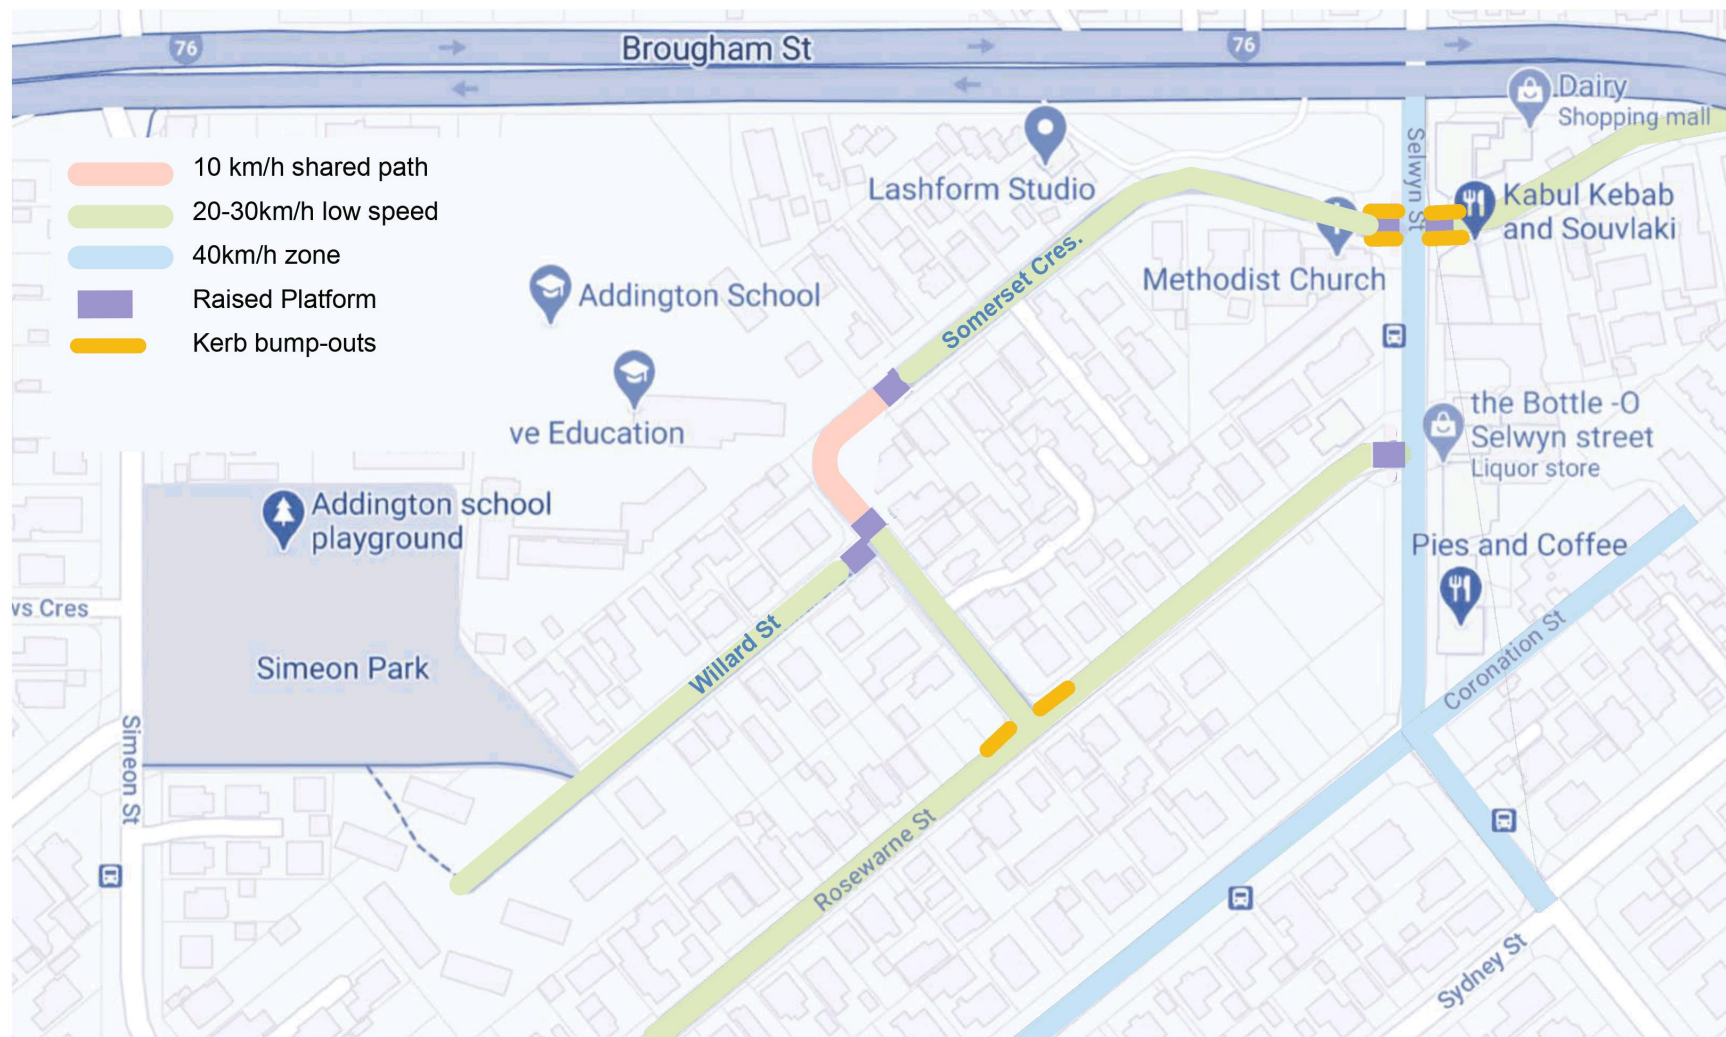 76
Brougham St
76
Dairy
Shopping mall
10 km/h shared path
20-30km/h low speed
40km/h zone
Raised Platform
Kerb bump-outs
Selwyn St
Lashform Studio
Kabul Kebab
and Souvlaki
Methodist Church
Somerset Cres.
Addington School
ve Education
the Bottle -O
Selwyn street
Liquor store
Addington school
playground
Pies and Coffee
vs Cres
Simeon Park
Willard St
Coronation St
Simeon St
Rosewarne St
Sydney St